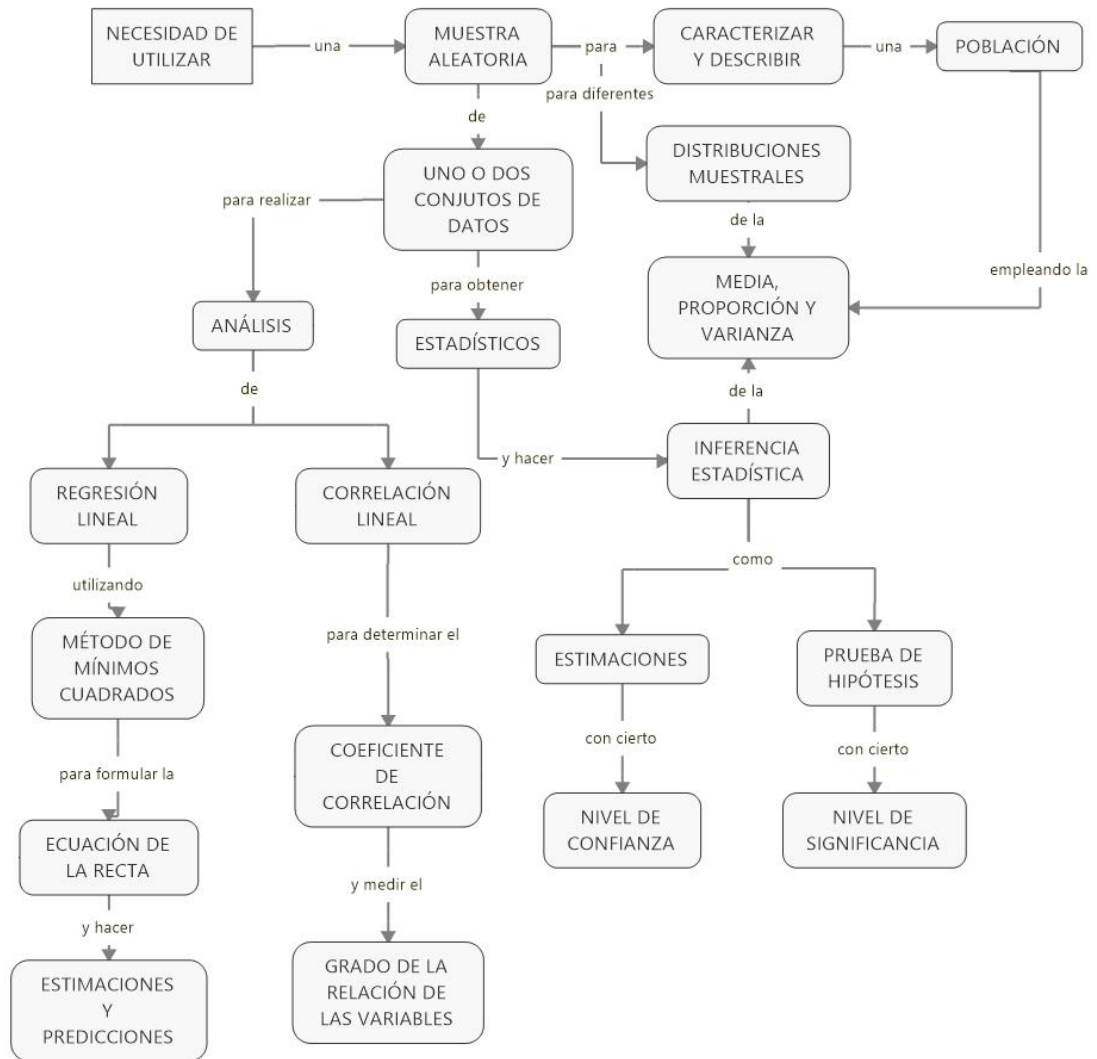 NECESIDAD DE
UTILIZAR
una
MUESTRA
ALEATORIA
para
CARACTERIZAR
Y DESCRIBIR
una
POBLACIÓN
para diferentes
de
DISTRIBUCIONES
MUESTRALES
UNO O DOS
CONJUTOS DE
DATOS
para realizar
de la
empleando la
para obtener
MEDIA,
PROPORCIÓN Y
VARIANZA
ANÁLISIS
ESTADÍSTICOS
de
de la
y hacer
INFERENCIA
ESTADÍSTICA
REGRESIÓN
LINEAL
CORRELACIÓN
LINEAL
como
utilizando
para determinar el
MÉTODO DE
MÍNIMOS
CUADRADOS
ESTIMACIONES
PRUEBA DE
HIPÓTESIS
con cierto
con cierto
para formular la
COEFICIENTE
DE
CORRELACIÓN
NIVEL DE
CONFIANZA
NIVEL DE
SIGNIFICANCIA
ECUACIÓN DE
LA RECTA
y medir el
y hacer
ESTIMACIONES
Y
PREDICCIONES
GRADO DE LA
RELACIÓN DE
LAS VARIABLES